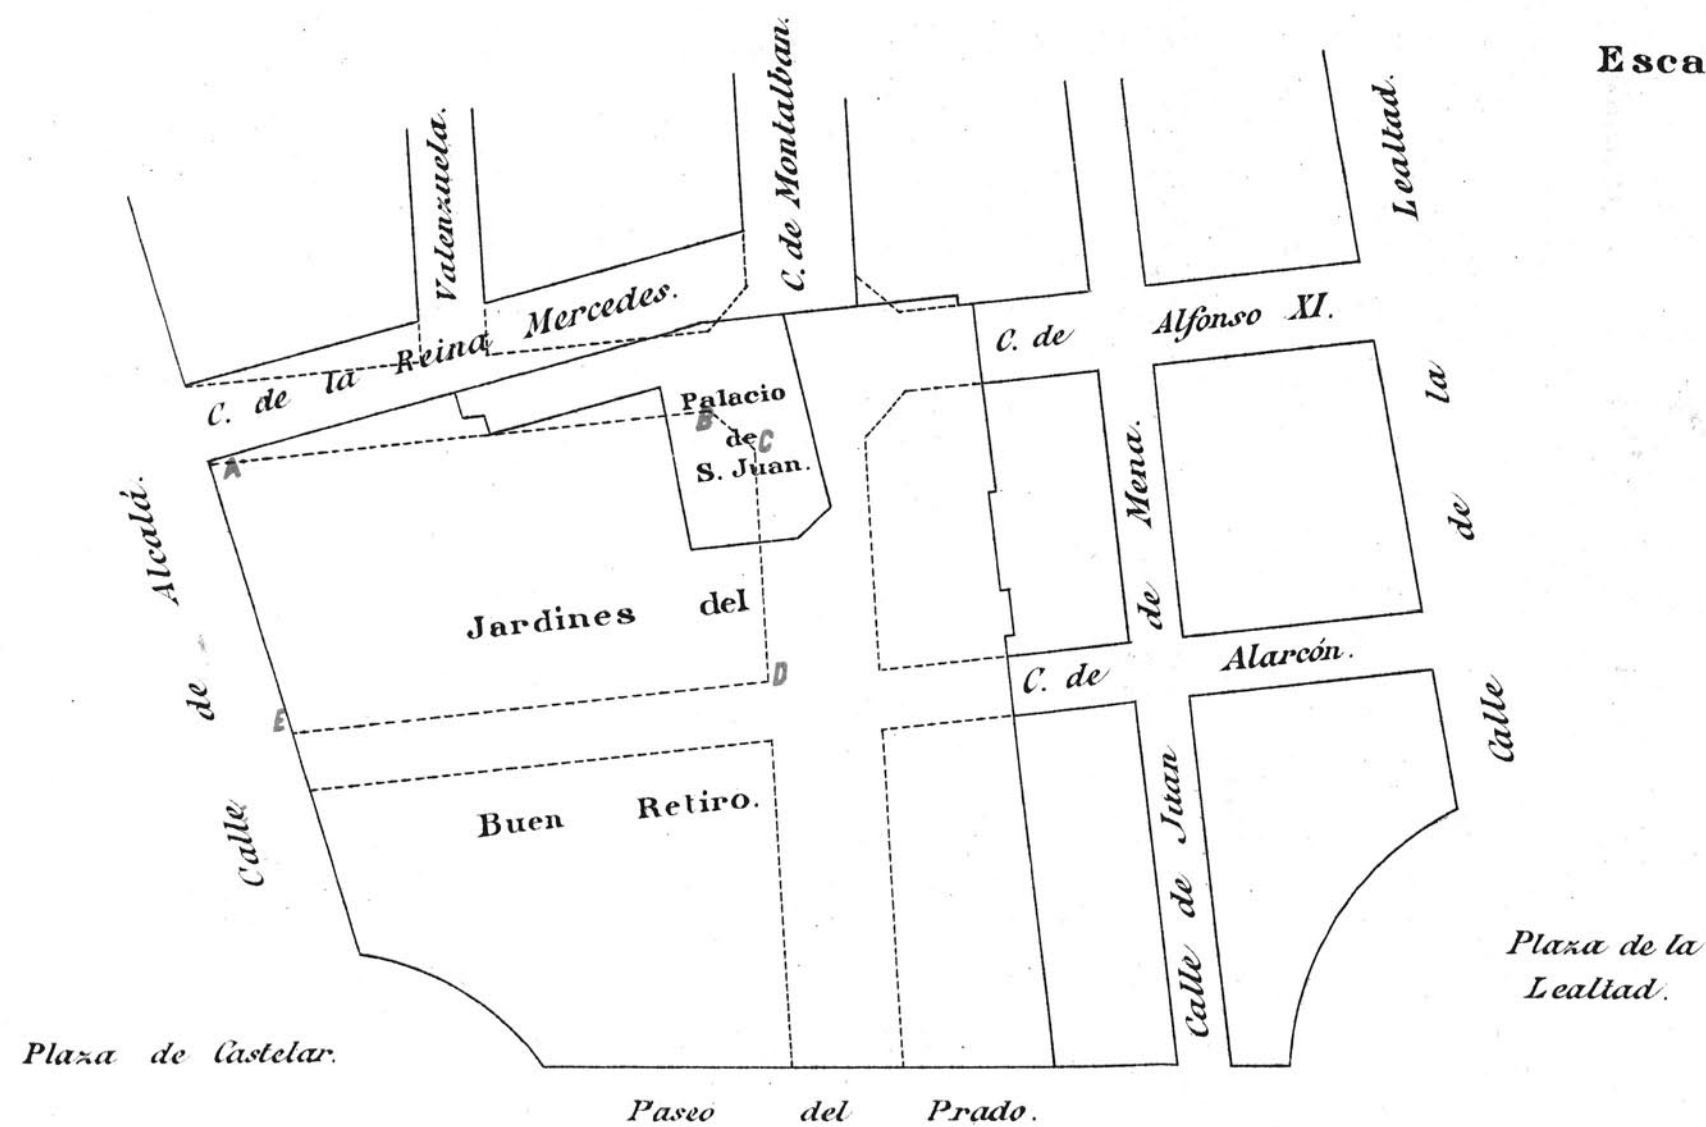 Esca
Valenzuela.
C. de Montalban.
Lealtad.
C. de la Reina Mercedes.
C. de Alfonso XI.
Palacio
de
S. Juan.
A
B
C
D
E
Calle de Alcalá.
Jardines del
Buen Retiro.
Calle de Juan de Mena.
C. de Alarcón.
Calle de la
Plaza de la
Lealtad.
Plaza de Castelar.
Paseo del Prado.